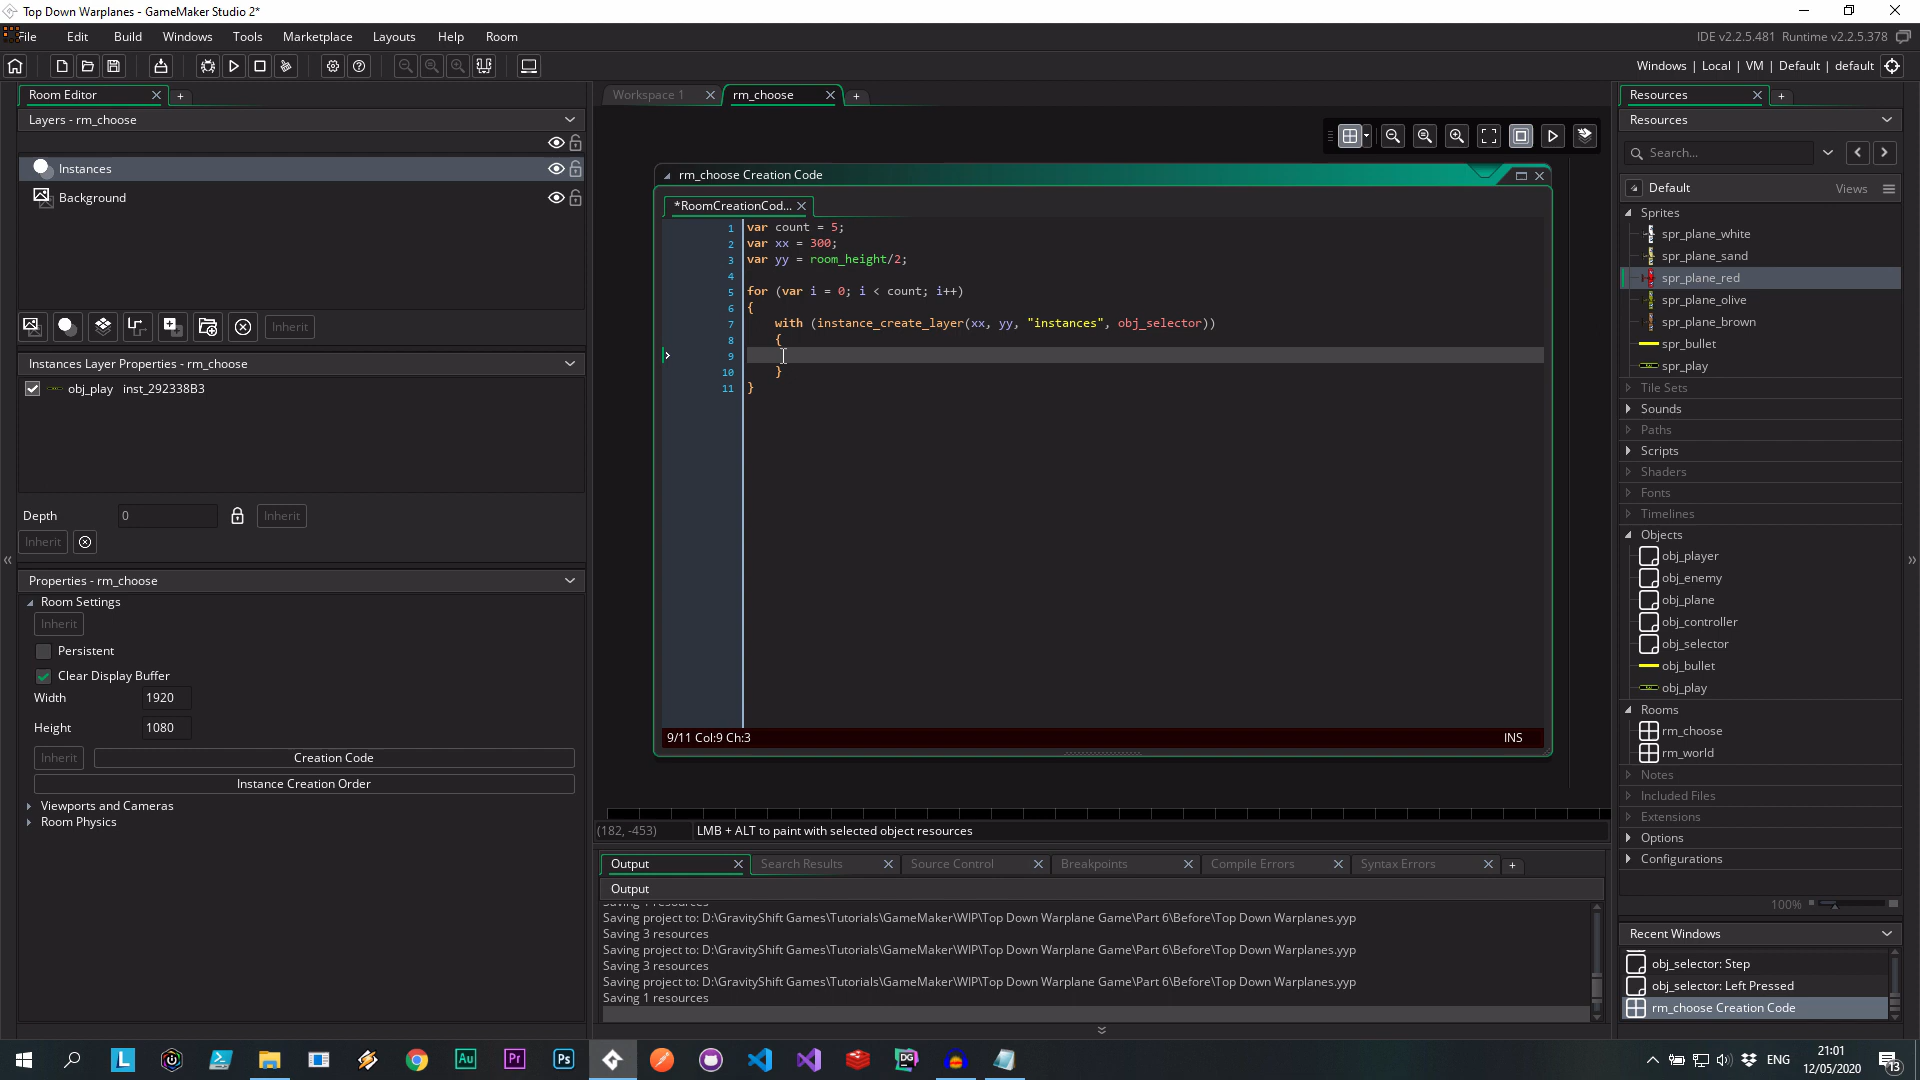 Top Down Warplanes - GameMaker Studio 2*
File Edit Build Windows Tools Marketplace Layouts Help Room
IDE v2.2.5.481 Runtime v2.2.5.378
Windows | Local | VM | Default | default
Room Editor
Layers - rm_choose
Instances
Background
Inherit
Instances Layer Properties - rm_choose
obj_play inst_292338B3
Depth 0 Inherit
Inherit
Properties - rm_choose
Room Settings
Inherit
Persistent
Clear Display Buffer
Width 1920
Height 1080
Inherit Creation Code
Instance Creation Order
Viewports and Cameras
Room Physics
Workspace 1 rm_choose
rm_choose Creation Code
*RoomCreationCod...
1 var count = 5;
2 var xx = 300;
3 var yy = room_height/2;
4
5 for (var i = 0; i < count; i++)
6 {
7 with (instance_create_layer(xx, yy, "instances", obj_selector))
8 {
9
10 }
11 }
9/11 Col:9 Ch:3 INS
(182, -453) LMB + ALT to paint with selected object resources
Output Search Results Source Control Breakpoints Compile Errors Syntax Errors
Output
Saving 1 resources
Saving project to: D:\GravityShift Games\Tutorials\GameMaker\WIP\Top Down Warplane Game\Part 6\Before\Top Down Warplanes.yyp
Saving 3 resources
Saving project to: D:\GravityShift Games\Tutorials\GameMaker\WIP\Top Down Warplane Game\Part 6\Before\Top Down Warplanes.yyp
Saving 3 resources
Saving project to: D:\GravityShift Games\Tutorials\GameMaker\WIP\Top Down Warplane Game\Part 6\Before\Top Down Warplanes.yyp
Saving 1 resources
Resources
Resources
Search...
Default Views
Sprites
spr_plane_white
spr_plane_sand
spr_plane_red
spr_plane_olive
spr_plane_brown
spr_bullet
spr_play
Tile Sets
Sounds
Paths
Scripts
Shaders
Fonts
Timelines
Objects
obj_player
obj_enemy
obj_plane
obj_controller
obj_selector
obj_bullet
obj_play
Rooms
rm_choose
rm_world
Notes
Included Files
Extensions
Options
Configurations
100%
Recent Windows
obj_selector: Step
obj_selector: Left Pressed
rm_choose Creation Code
L Au Pr Ps DG
ENG
21:01
12/05/2020
13